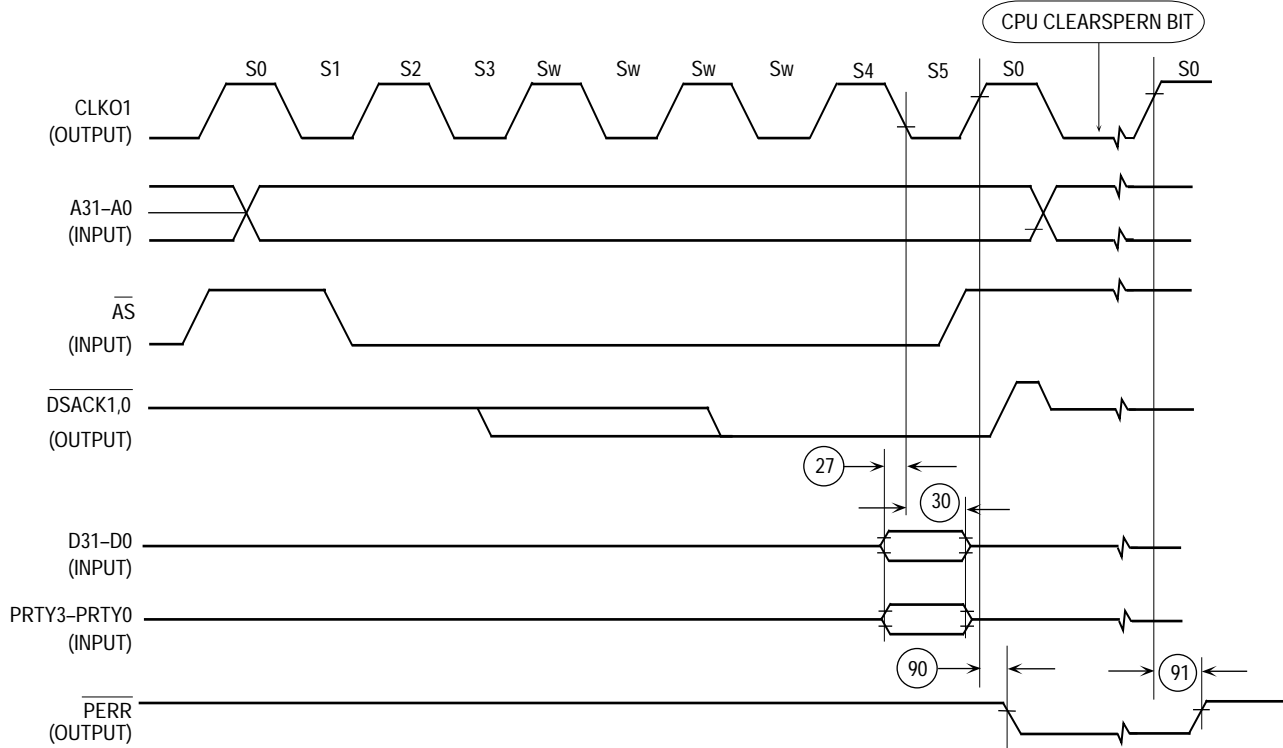 CPU CLEARSPERN BIT
S0 S1 S2 S3 Sw Sw Sw Sw S4 S5 S0 S0
CLKO1
(OUTPUT)
A31–A0
(INPUT)
AS
(INPUT)
DSACK1,0
(OUTPUT)
27
30
D31–D0
(INPUT)
PRTY3–PRTY0
(INPUT)
90
91
PERR
(OUTPUT)